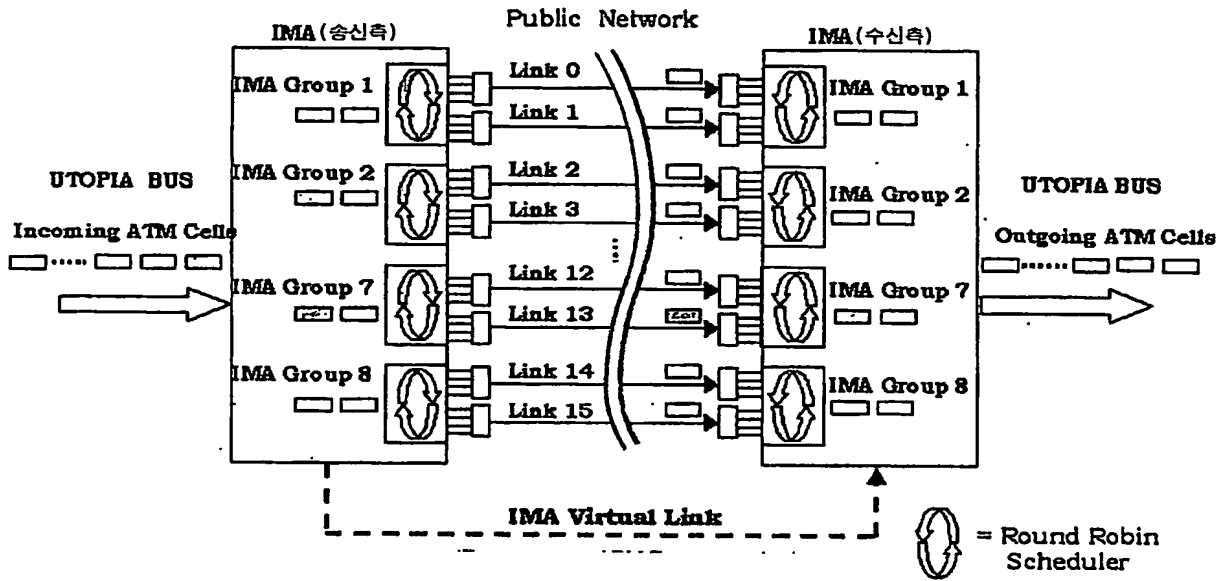 Public Network
IMA (송신측)
IMA (수신측)
IMA Group 1
Link 0
Link 1
IMA Group 1
IMA Group 2
Link 2
Link 3
IMA Group 2
UTOPIA BUS
Incoming ATM Cells
UTOPIA BUS
Outgoing ATM Cells
IMA Group 7
Link 12
Link 13
IMA Group 7
IMA Group 8
Link 14
Link 15
IMA Group 8
IMA Virtual Link
= Round Robin
Scheduler